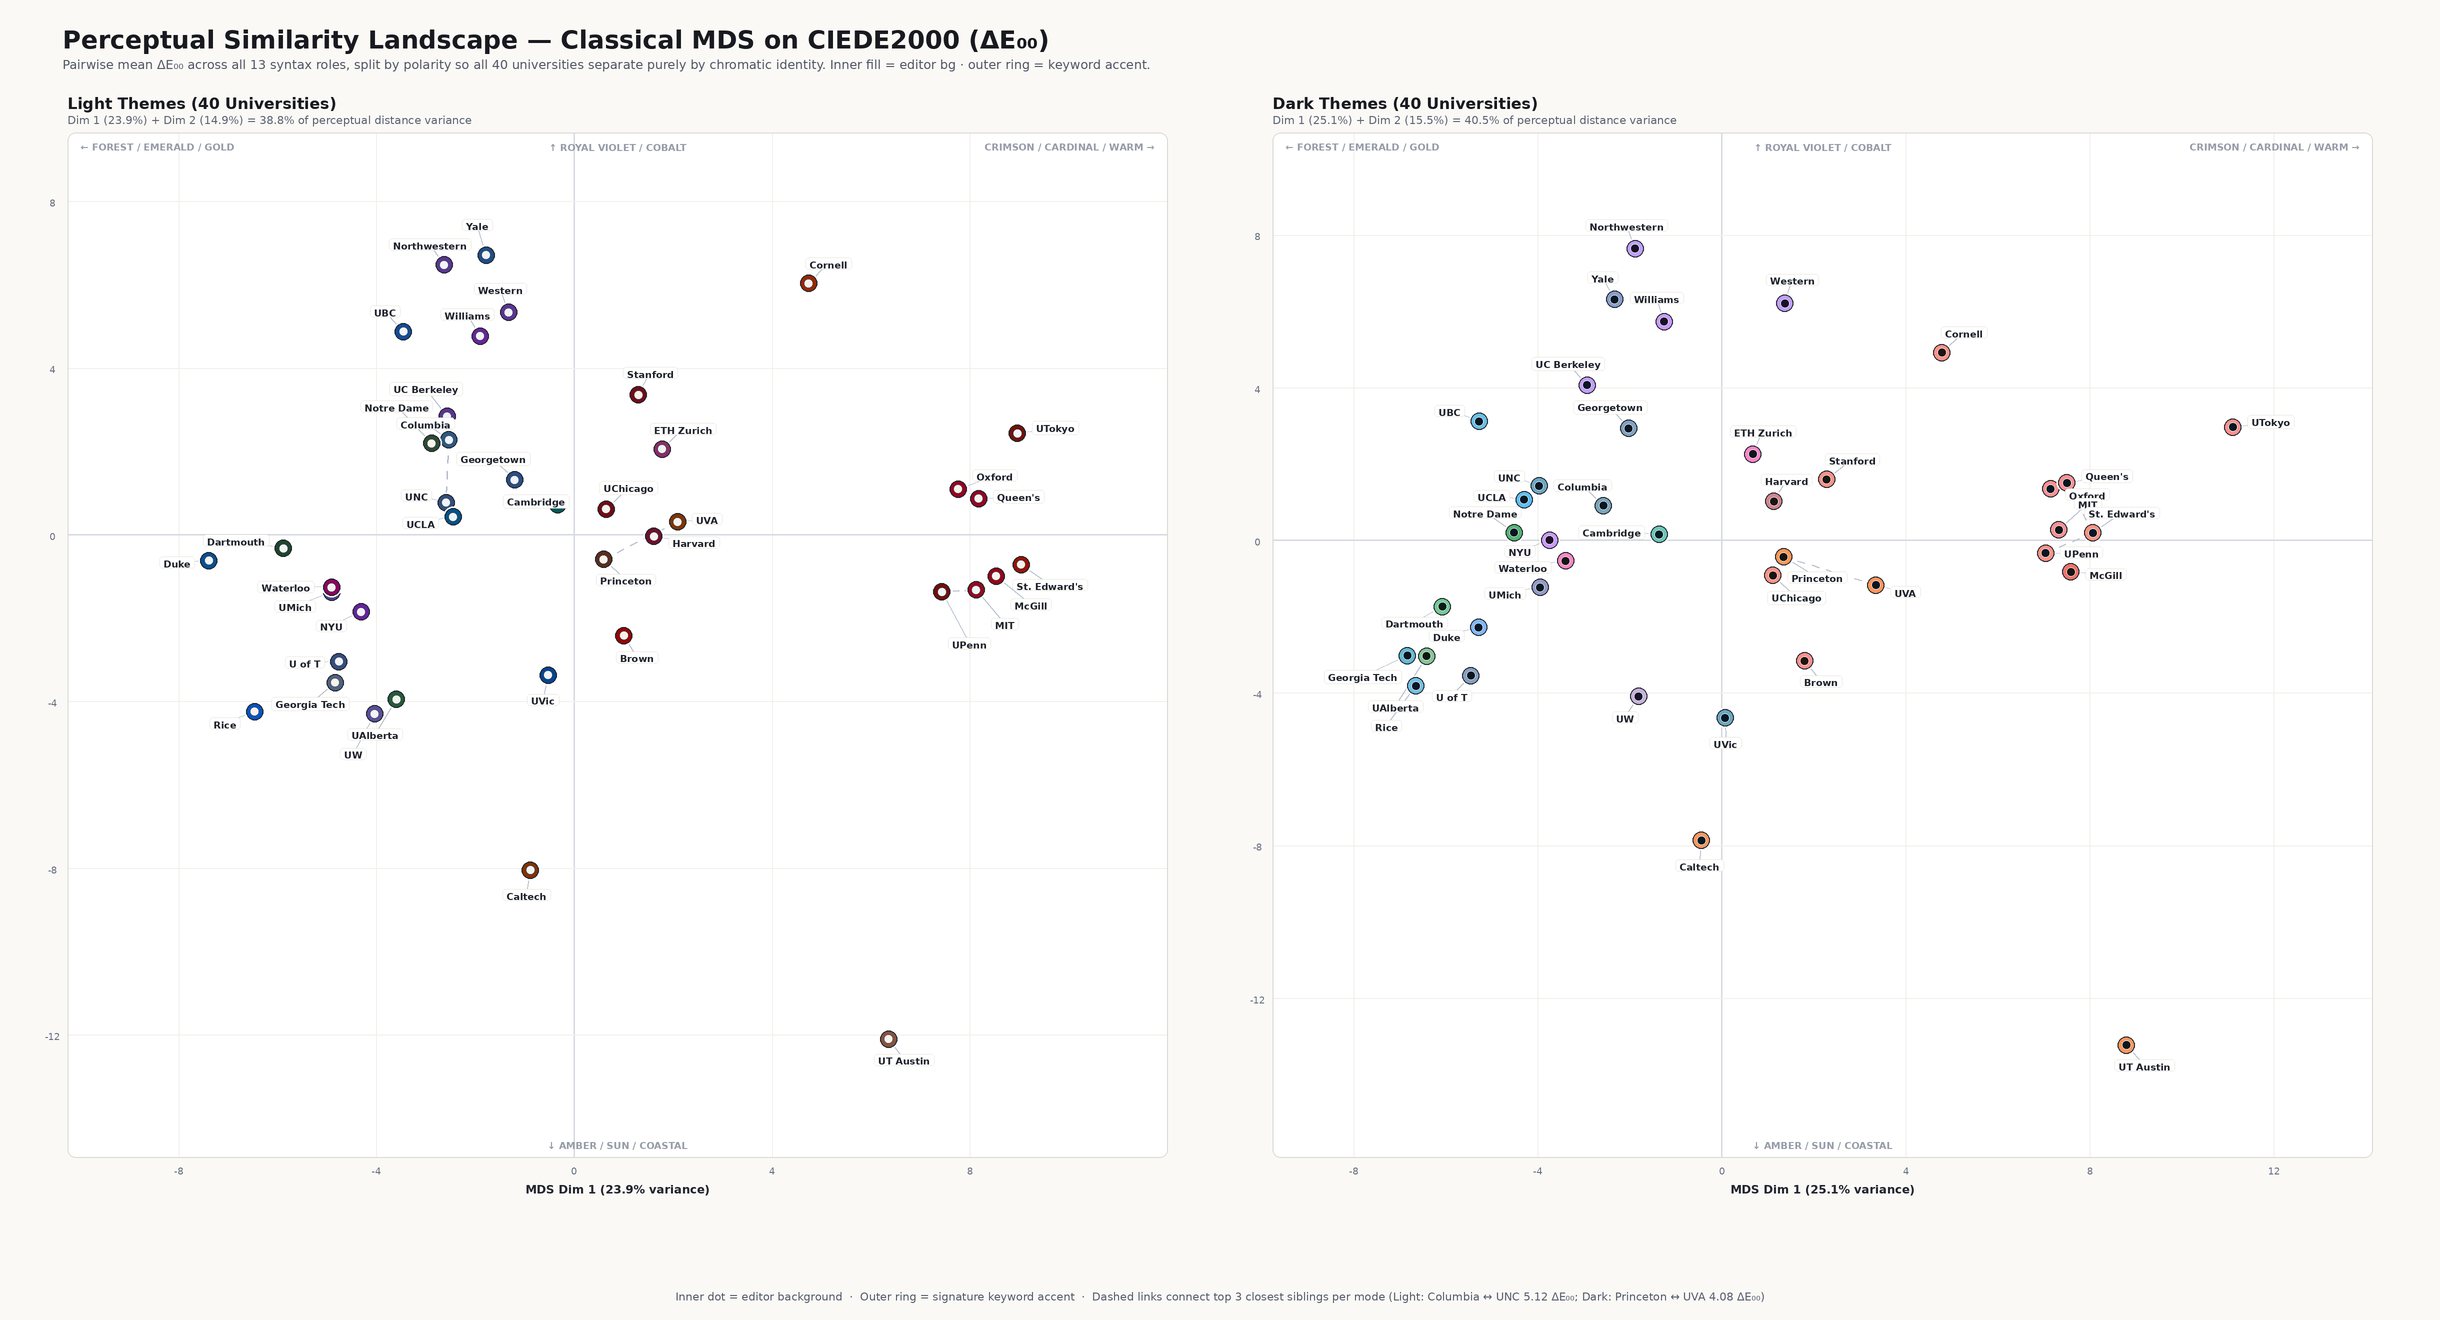 Perceptual Similarity Landscape — Classical MDS on CIEDE2000 (ΔE₀₀)
Pairwise mean ΔE₀₀ across all 13 syntax roles, split by polarity so all 40 universities separate purely by chromatic identity. Inner fill = editor bg · outer ring = keyword accent.
Light Themes (40 Universities)
Dim 1 (23.9%) + Dim 2 (14.9%) = 38.8% of perceptual distance variance
← FOREST / EMERALD / GOLD
↑ ROYAL VIOLET / COBALT
CRIMSON / CARDINAL / WARM →
8
4
0
-4
-8
-12
Yale
Northwestern
Cornell
Western
UBC
Williams
Stanford
UC Berkeley
Notre Dame
Columbia
ETH Zurich
UTokyo
Georgetown
Oxford
UChicago
UNC
Queen's
Cambridge
UVA
UCLA
Dartmouth
Harvard
Duke
Princeton
Waterloo
St. Edward's
UMich
McGill
NYU
MIT
UPenn
Brown
U of T
UVic
Georgia Tech
Rice
UAlberta
UW
Caltech
UT Austin
↓ AMBER / SUN / COASTAL
-8
-4
0
4
8
MDS Dim 1 (23.9% variance)
Dark Themes (40 Universities)
Dim 1 (25.1%) + Dim 2 (15.5%) = 40.5% of perceptual distance variance
← FOREST / EMERALD / GOLD
↑ ROYAL VIOLET / COBALT
CRIMSON / CARDINAL / WARM →
8
4
0
-4
-8
-12
Northwestern
Yale
Western
Williams
Cornell
UC Berkeley
Georgetown
UBC
UTokyo
ETH Zurich
Stanford
UNC
Queen's
Harvard
Columbia
UCLA
Oxford
MIT
Notre Dame
St. Edward's
Cambridge
NYU
UPenn
Waterloo
McGill
Princeton
UMich
UVA
UChicago
Dartmouth
Duke
Georgia Tech
Brown
U of T
UAlberta
UW
Rice
UVic
Caltech
UT Austin
↓ AMBER / SUN / COASTAL
-8
-4
0
4
8
12
MDS Dim 1 (25.1% variance)
Inner dot = editor background · Outer ring = signature keyword accent · Dashed links connect top 3 closest siblings per mode (Light: Columbia ↔ UNC 5.12 ΔE₀₀; Dark: Princeton ↔ UVA 4.08 ΔE₀₀)